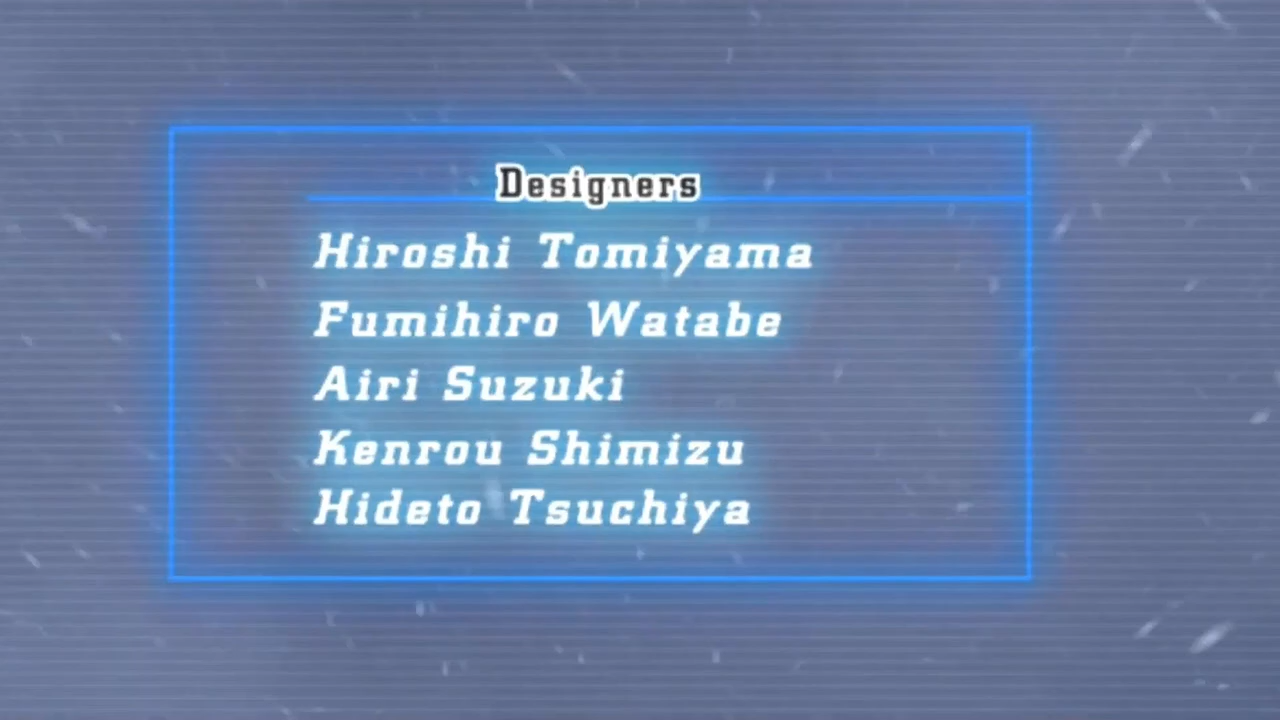 Designers
Hiroshi Tomiyama
Fumihiro Watabe
Airi Suzuki
Kenrou Shimizu
Hideto Tsuchiya